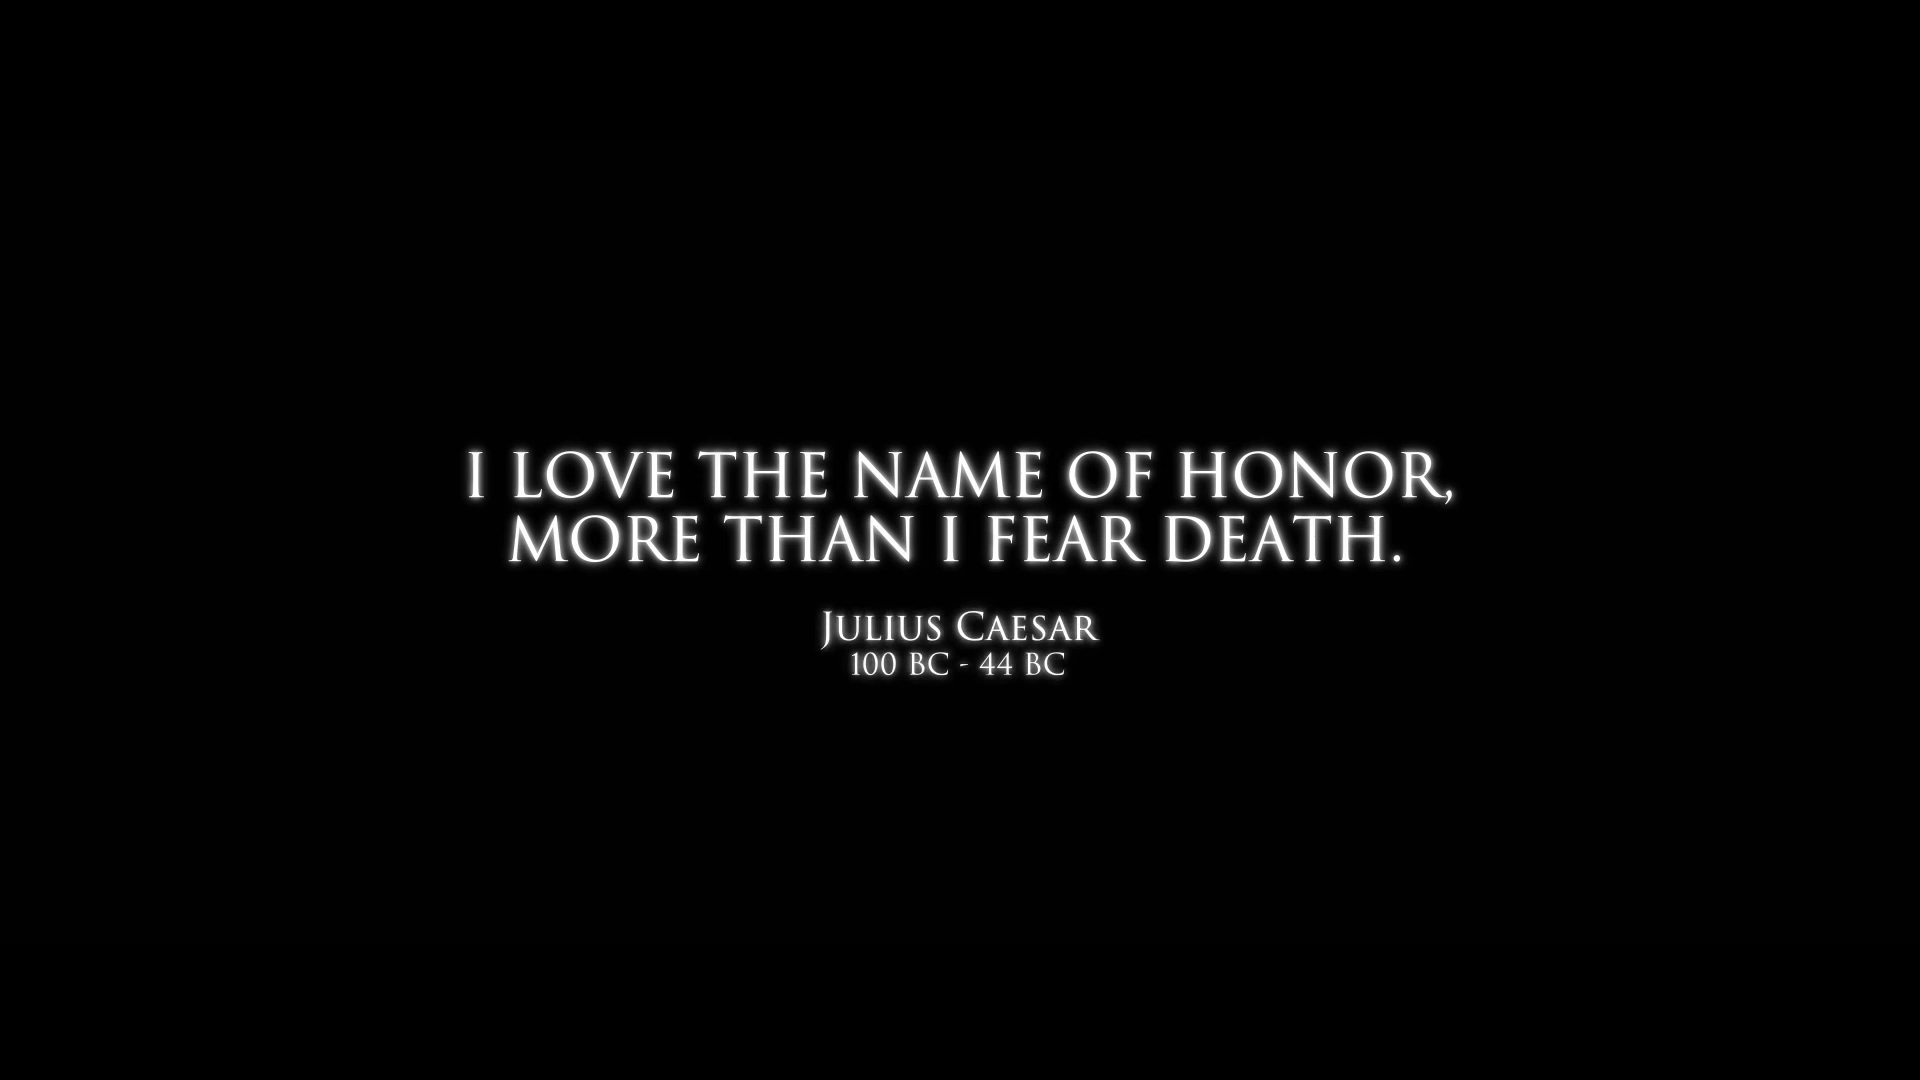 I LOVE THE NAME OF HONOR,
MORE THAN I FEAR DEATH.
JULIUS CAESAR
100 BC - 44 BC